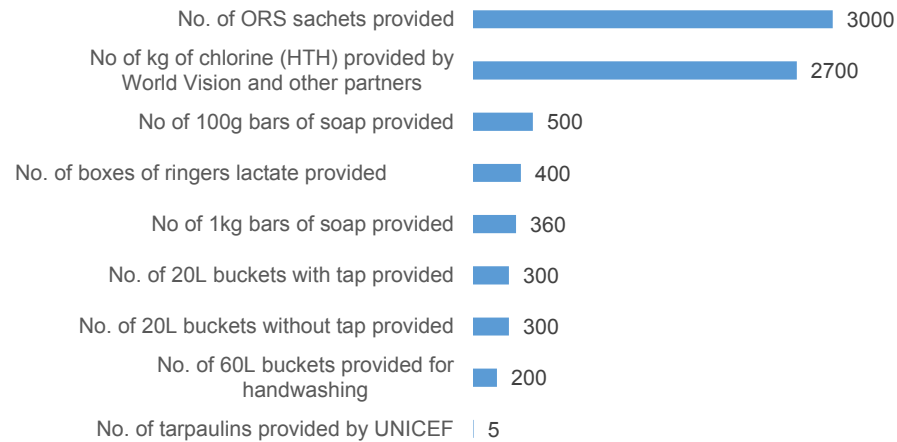 No. of ORS sachets provided 3000
No of kg of chlorine (HTH) provided by
World Vision and other partners 2700
No of 100g bars of soap provided 500
No. of boxes of ringers lactate provided 400
No of 1kg bars of soap provided 360
No. of 20L buckets with tap provided 300
No. of 20L buckets without tap provided 300
No. of 60L buckets provided for
handwashing 200
No. of tarpaulins provided by UNICEF 5